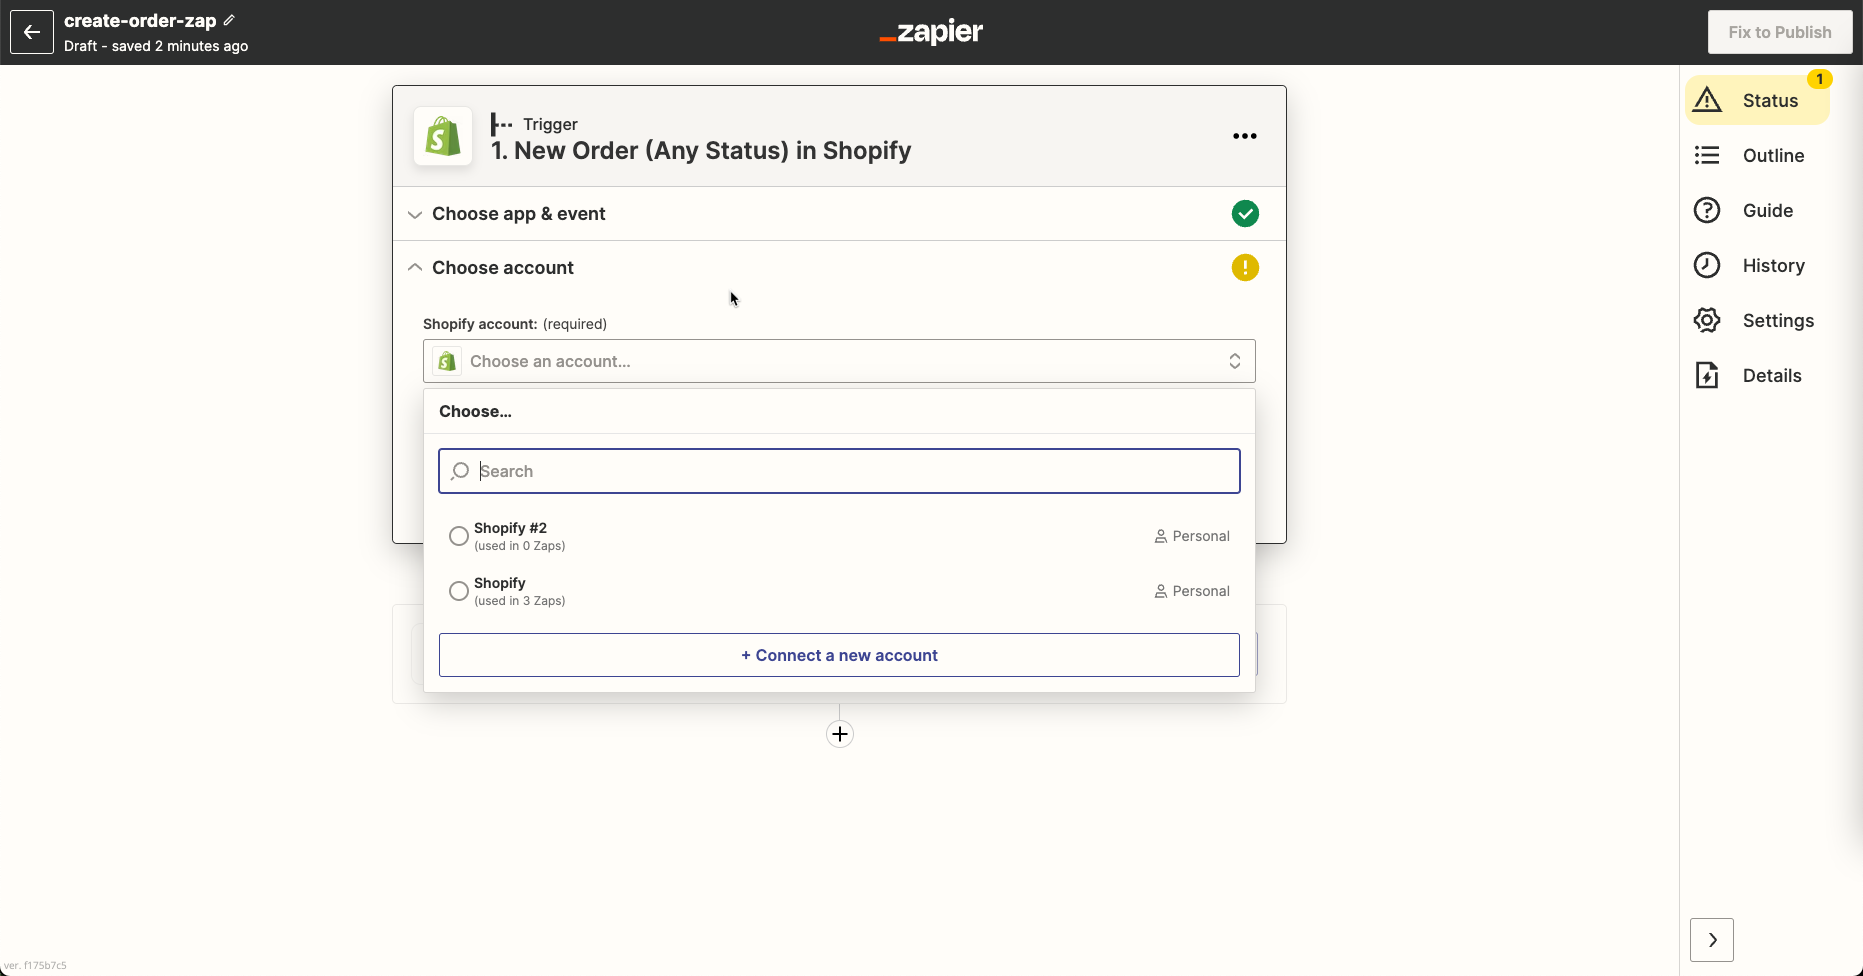 create-order-zap
Draft - saved 2 minutes ago
_zapier
Fix to Publish
1
Status
Outline
Guide
History
Settings
Details
Trigger
1. New Order (Any Status) in Shopify
Choose app & event
Choose account
Shopify account: (required)
Choose an account...
Choose...
Search
Shopify #2
(used in 0 Zaps)
Personal
Shopify
(used in 3 Zaps)
Personal
+ Connect a new account
ver. f175b7c5